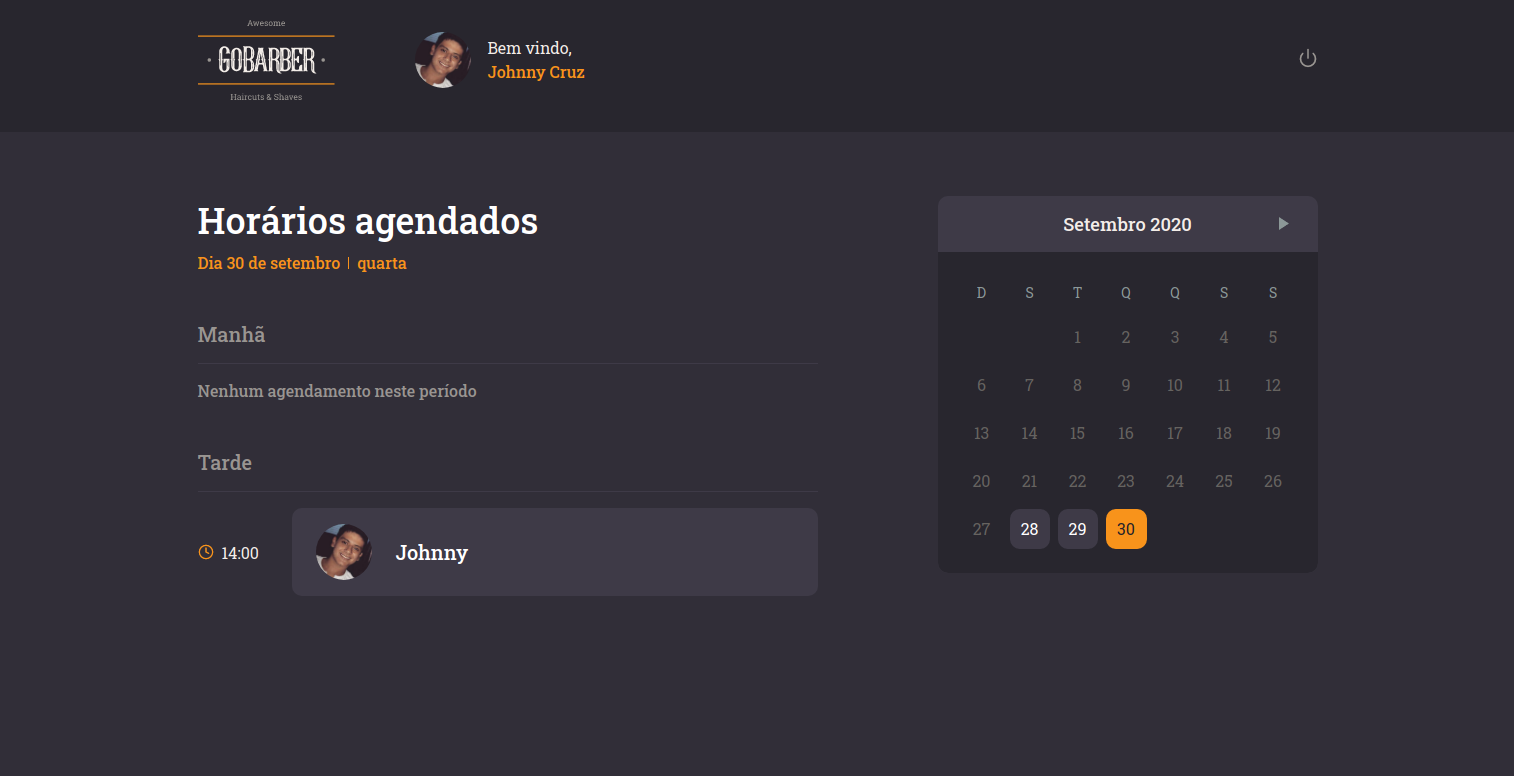 Awesome
· GOBARBER ·
Haircuts & Shaves
Bem vindo,
Johnny Cruz
Horários agendados
Dia 30 de setembro | quarta
Manhã
Nenhum agendamento neste período
Tarde
14:00 Johnny
Setembro 2020
D S T Q Q S S
1 2 3 4 5
6 7 8 9 10 11 12
13 14 15 16 17 18 19
20 21 22 23 24 25 26
27 28 29 30